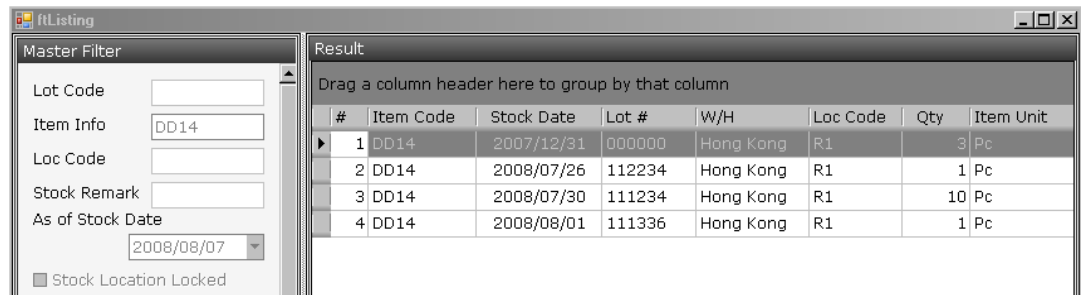 ftListing
Master Filter
Lot Code
Item Info DD14
Loc Code
Stock Remark
As of Stock Date
2008/08/07
Stock Location Locked
Result
Drag a column header here to group by that column
# Item Code Stock Date Lot # W/H Loc Code Qty Item Unit
1 DD14 2007/12/31 000000 Hong Kong R1 3 Pc
2 DD14 2008/07/26 112234 Hong Kong R1 1 Pc
3 DD14 2008/07/30 111234 Hong Kong R1 10 Pc
4 DD14 2008/08/01 111336 Hong Kong R1 1 Pc